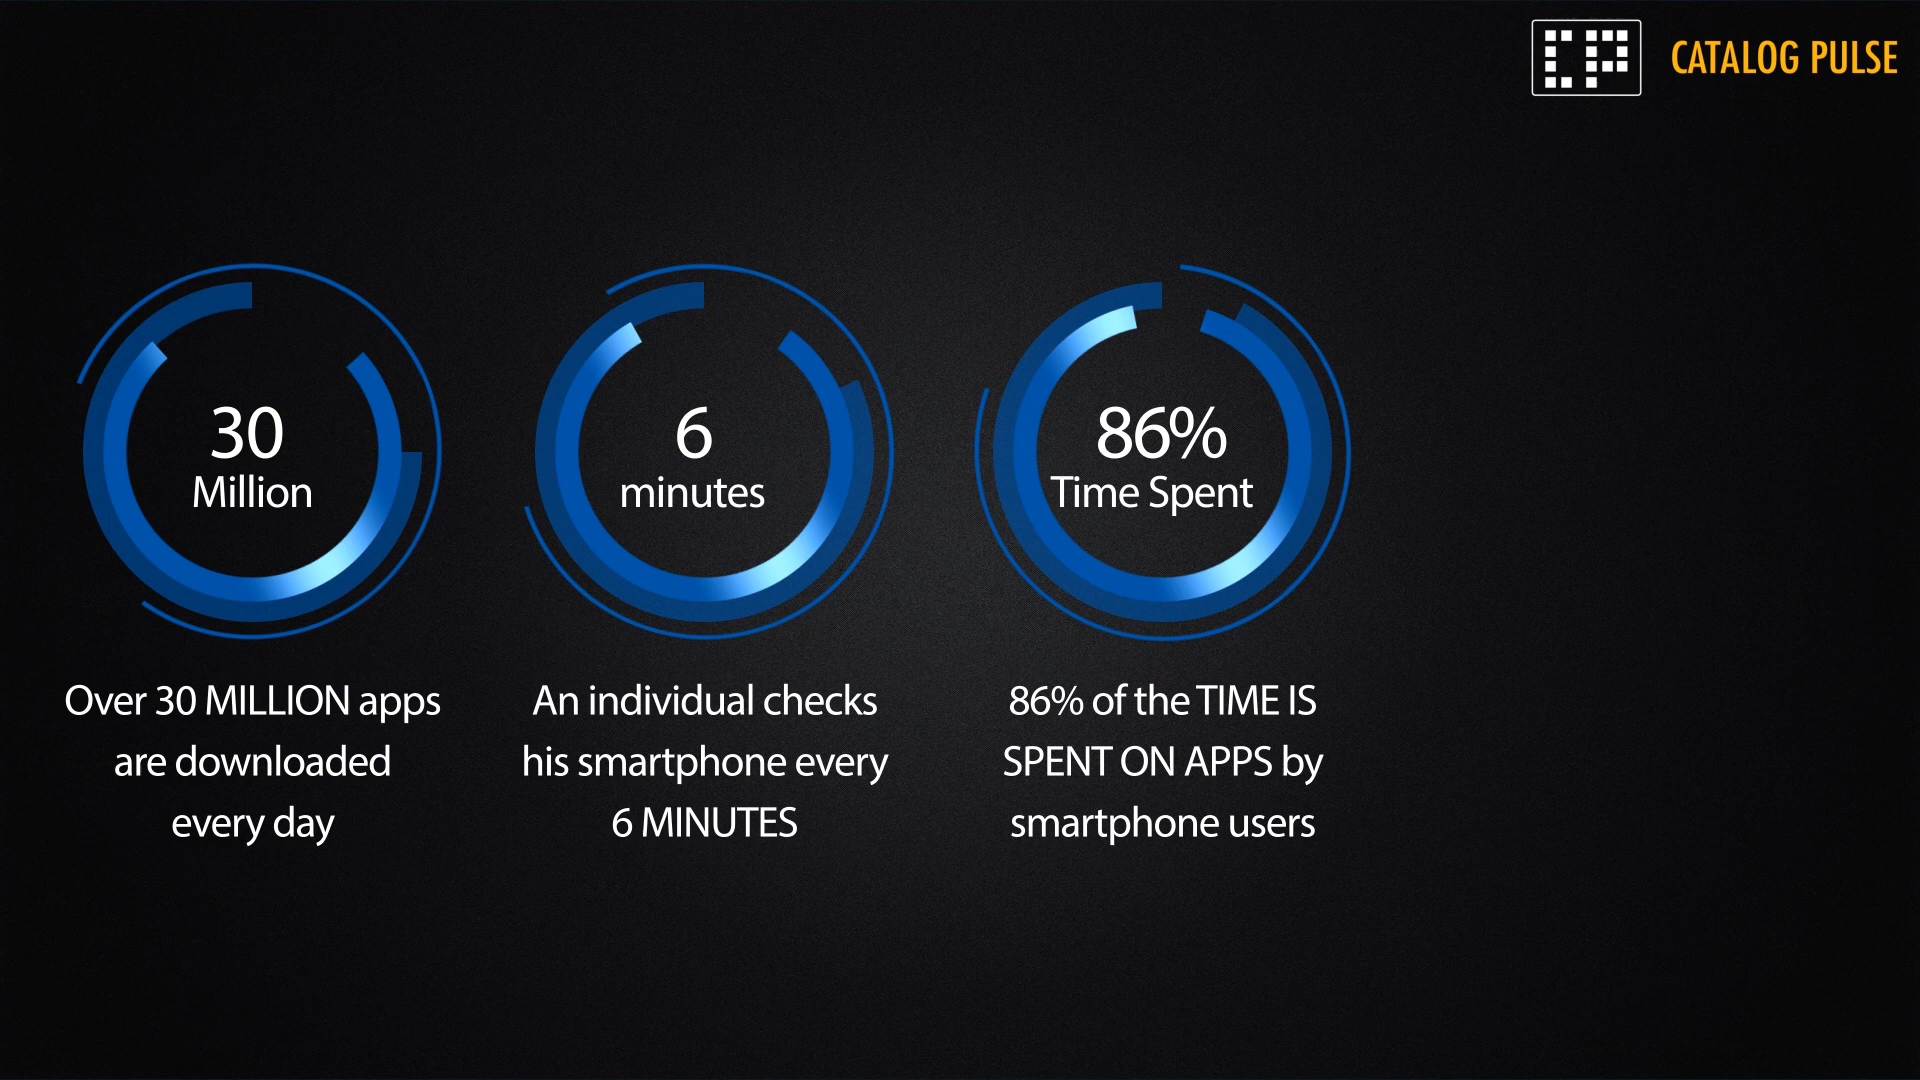 CP CATALOG PULSE
30
Million
Over 30 MILLION apps
are downloaded
every day
6
minutes
An individual checks
his smartphone every
6 MINUTES
86%
Time Spent
86% of the TIME IS
SPENT ON APPS by
smartphone users